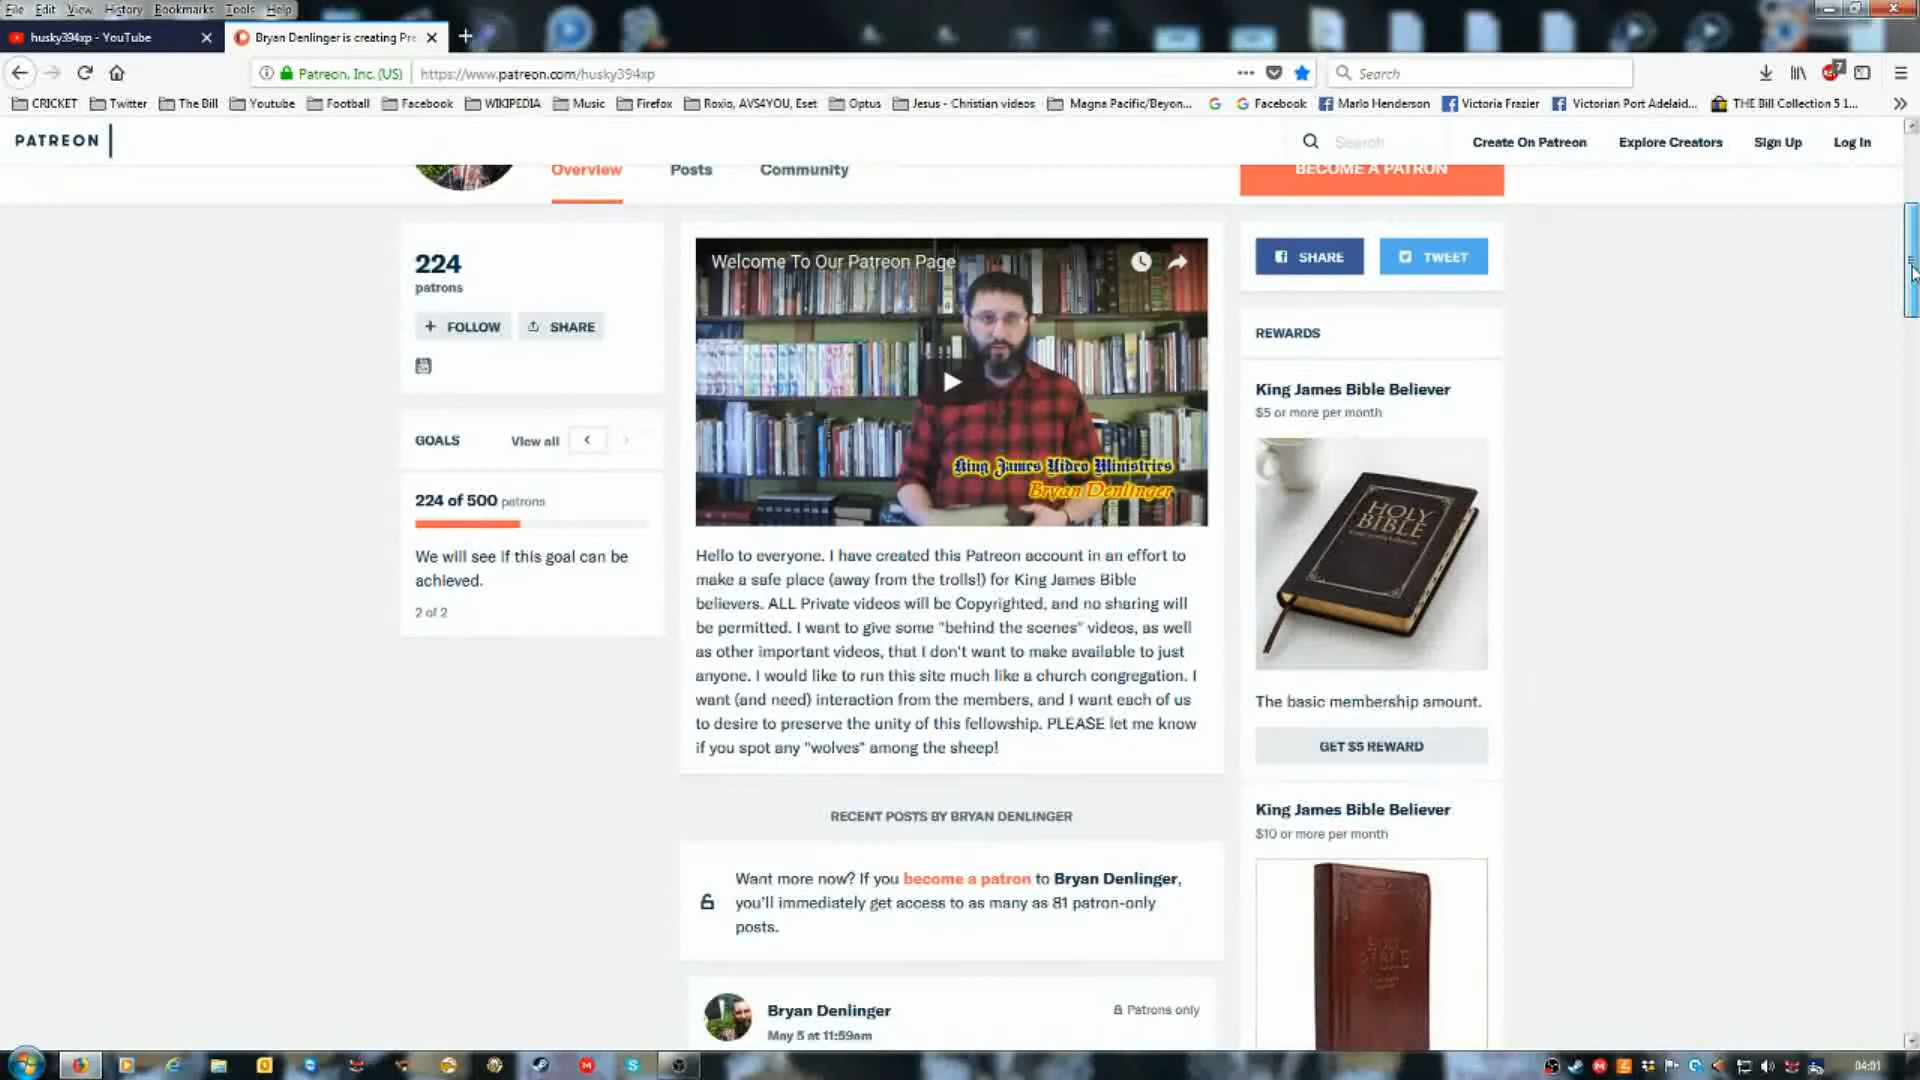 File Edit View History Bookmarks Tools Help
husky394xp - YouTube
Bryan Denlinger is creating Pre
Patreon, Inc. (US) https://www.patreon.com/husky394xp
Search
7
CRICKET Twitter The Bill Youtube Football Facebook WIKIPEDIA Music Firefox Roxio, AVS4YOU, Eset Optus Jesus - Christian videos Magna Pacific/Beyon... Facebook Marlo Henderson Victoria Frazier Victorian Port Adelaid... THE Bill Collection 5 1...
PATREON
Search
Create On Patreon Explore Creators Sign Up Log In
Overview Posts Community
BECOME A PATRON
224
patrons
FOLLOW SHARE
GOALS View all
224 of 500 patrons
We will see if this goal can be
achieved.
2 of 2
Welcome To Our Patreon Page
King James Video Ministries
Bryan Denlinger
Hello to everyone. I have created this Patreon account in an effort to
make a safe place (away from the trolls!) for King James Bible
believers. ALL Private videos will be Copyrighted, and no sharing will
be permitted. I want to give some "behind the scenes" videos, as well
as other important videos, that I don't want to make available to just
anyone. I would like to run this site much like a church congregation. I
want (and need) interaction from the members, and I want each of us
to desire to preserve the unity of this fellowship. PLEASE let me know
if you spot any "wolves" among the sheep!
RECENT POSTS BY BRYAN DENLINGER
Want more now? If you become a patron to Bryan Denlinger,
you'll immediately get access to as many as 81 patron-only
posts.
Bryan Denlinger
Patrons only
May 5 at 11:59am
SHARE TWEET
REWARDS
King James Bible Believer
$5 or more per month
HOLY
BIBLE
The basic membership amount.
GET $5 REWARD
King James Bible Believer
$10 or more per month
HOLY
BIBLE
04:01